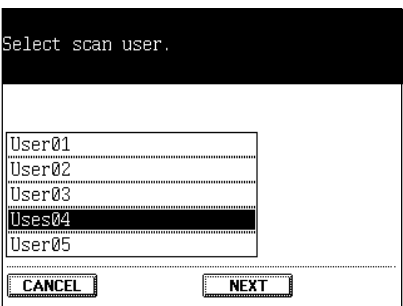 Select scan user.
User01
User02
User03
Uses04
User05
CANCEL NEXT